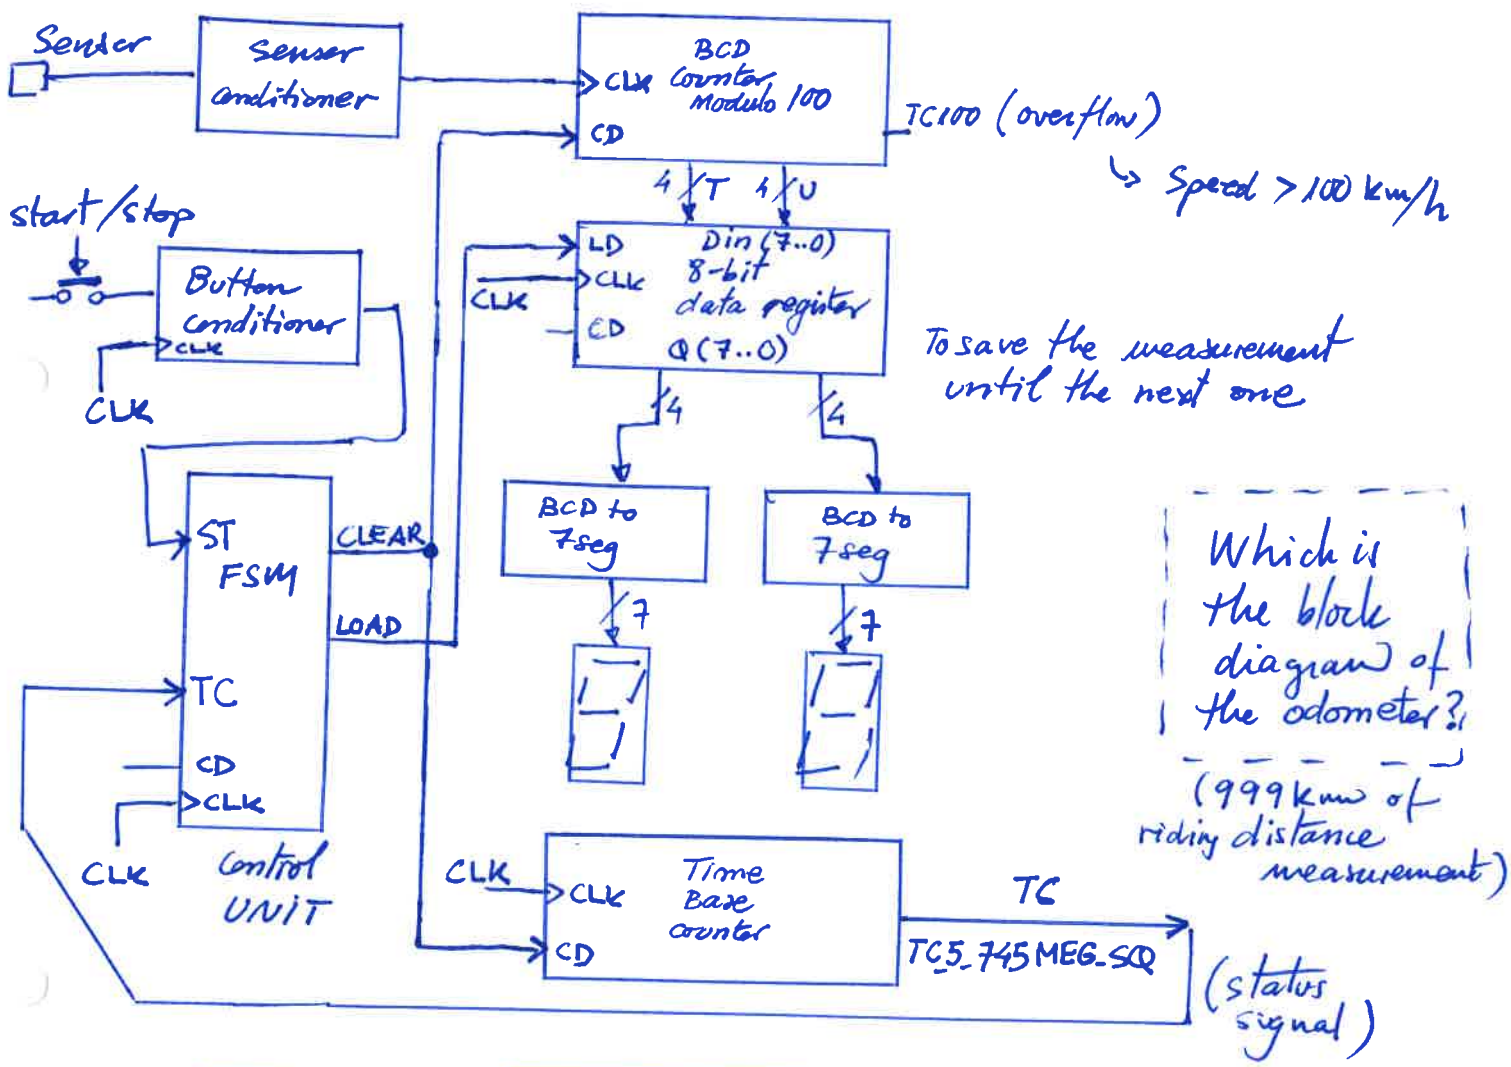 Sensor
Sensor
conditioner
BCD
Counter
Modulo 100
CLK
CD
TC100 (overflow)
↳ Speed > 100 km/h
4 T 4 U
start/stop
Button
conditioner
CLK
CLK
LD
Din (7..0)
8-bit
data register
CLK
CLK
CD
Q(7..0)
To save the measurement
until the next one
4
4
ST
FSM
CLEAR
LOAD
TC
CD
CLK
CLK
Control
UNIT
BCD to
7seg
BCD to
7seg
7
7
Which is
the block
diagram of
the odometer?
(999 km of
riding distance
measurement)
CLK
CLK
CD
Time
Base
counter
TC
TC_5_745MEG_SQ
(status
signal)